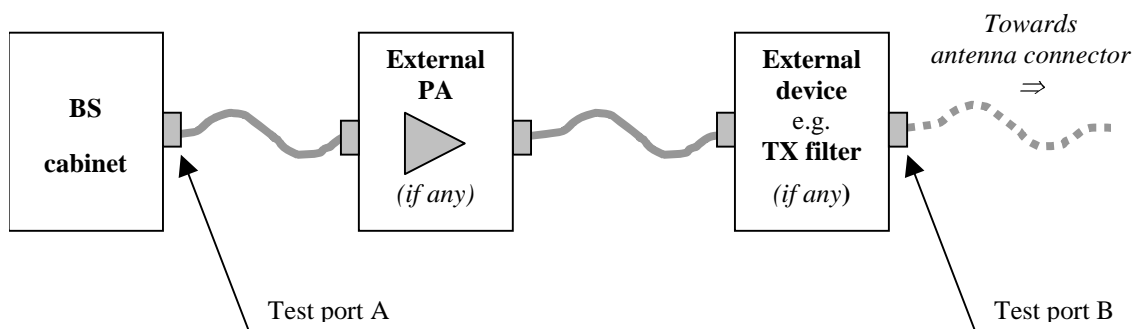 BS
cabinet
External
PA
(if any)
External
device
e.g.
TX filter
(if any)
Towards
antenna connector
⇒
Test port A
Test port B